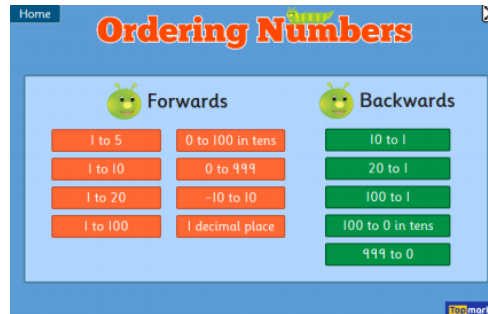 Home
Ordering Numbers
Forwards
1 to 5
0 to 100 in tens
1 to 10
0 to 999
1 to 20
-10 to 10
1 to 100
1 decimal place
Backwards
10 to 1
20 to 1
100 to 1
100 to 0 in tens
999 to 0
Topmar